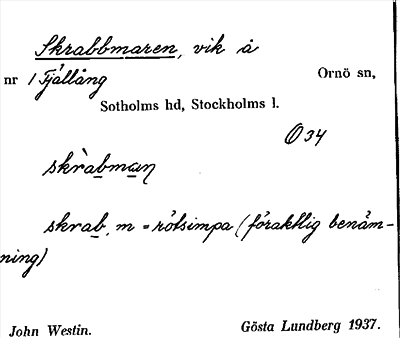 Skrabbmaren, vik å
nr 1 Fjällång Ornö sn,
Sotholms hd, Stockholms l.
Ö 34
skràbmaṇ
skrab, m = rötsimpa (föraktlig benäm-
ning)
John Westin. Gösta Lundberg 1937.